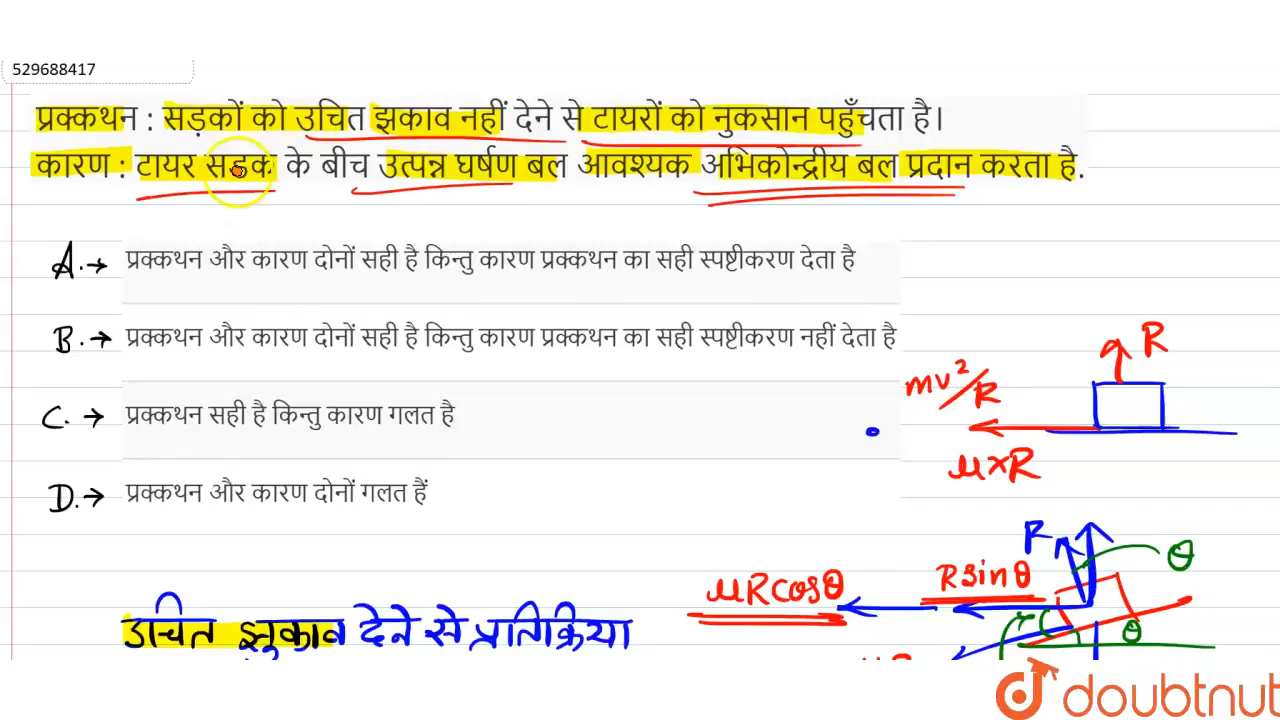 529688417
प्रक्कथन : सड़कों को उचित झकाव नहीं देने से टायरों को नुकसान पहुँचता है।
कारण : टायर सड़क के बीच उत्पन्न घर्षण बल आवश्यक अभिकोन्द्रीय बल प्रदान करता है.
A.→ प्रक्कथन और कारण दोनों सही है किन्तु कारण प्रक्कथन का सही स्पष्टीकरण देता है
B.→ प्रक्कथन और कारण दोनों सही है किन्तु कारण प्रक्कथन का सही स्पष्टीकरण नहीं देता है
R
mv²/R
C.→ प्रक्कथन सही है किन्तु कारण गलत है
μ×R
D.→ प्रक्कथन और कारण दोनों गलत हैं
R
θ
μRcosθ
Rsinθ
θ
उचित झुकाव देने से प्रतिक्रिया
doubtnut